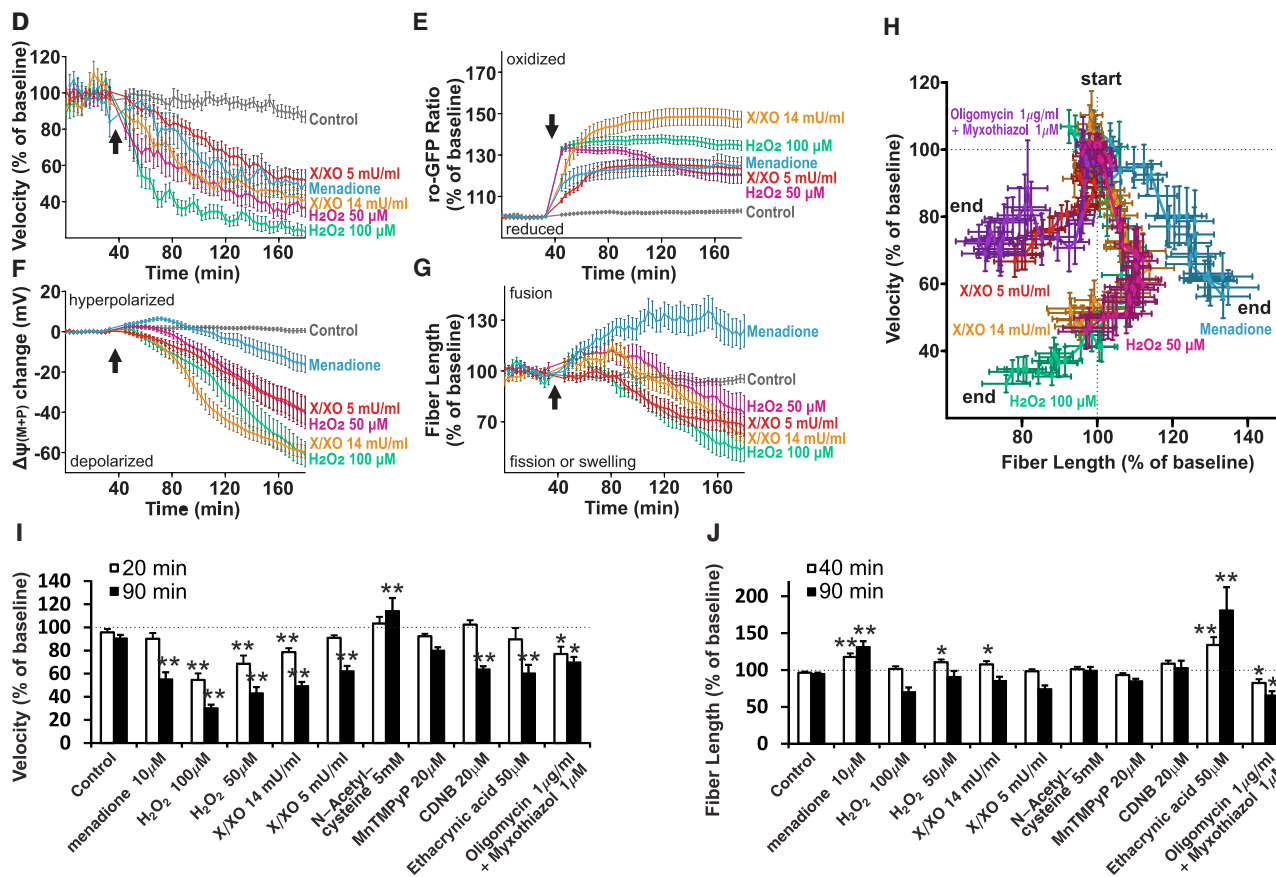 D
Velocity (% of baseline)
120
100
80
60
40
Control
X/XO 5 mU/ml
Menadione
X/XO 14 mU/ml
H2O2 50 µM
H2O2 100 µM
40 80 120 160
Time (min)
E
ro-GFP Ratio
(% of baseline)
170
150
130
110
oxidized
X/XO 14 mU/ml
H2O2 100 µM
Menadione
X/XO 5 mU/ml
H2O2 50 µM
Control
reduced
40 80 120 160
Time (min)
F
Δψ(M+P) change (mV)
20
0
-20
-40
-60
hyperpolarized
Control
Menadione
X/XO 5 mU/ml
H2O2 50 µM
X/XO 14 mU/ml
H2O2 100 µM
depolarized
40 80 120 160
Time (min)
G
Fiber Length
(% of baseline)
130
100
70
fusion
Menadione
Control
H2O2 50 µM
X/XO 5 mU/ml
X/XO 14 mU/ml
H2O2 100 µM
fission or swelling
40 80 120 160
Time (min)
H
Velocity (% of baseline)
120
100
80
60
40
start
Oligomycin 1µg/ml
+ Myxothiazol 1µM
end
X/XO 5 mU/ml
X/XO 14 mU/ml
end
Menadione
H2O2 50 µM
end
H2O2 100 µM
80 100 120 140
Fiber Length (% of baseline)
I
Velocity (% of baseline)
20 min
90 min
140
120
100
80
60
40
20
0
** ** ** ** ** ** ** ** ** ** ** * *
Control
menadione 10µM
H2O2 100µM
H2O2 50µM
X/XO 14 mU/ml
X/XO 5 mU/ml
N–Acetyl–
cysteine 5mM
MnTMPyP 20µM
CDNB 20µM
Ethacrynic acid 50µM
Oligomycin 1µg/ml
+ Myxothiazol 1µM
J
Fiber Length (% of baseline)
40 min
90 min
200
150
100
50
0
** ** * * ** ** * *
Control
menadione 10µM
H2O2 100µM
H2O2 50µM
X/XO 14 mU/ml
X/XO 5 mU/ml
N–Acetyl–
cysteine 5mM
MnTMPyP 20µM
CDNB 20µM
Ethacrynic acid 50µM
Oligomycin 1µg/ml
+ Myxothiazol 1µM